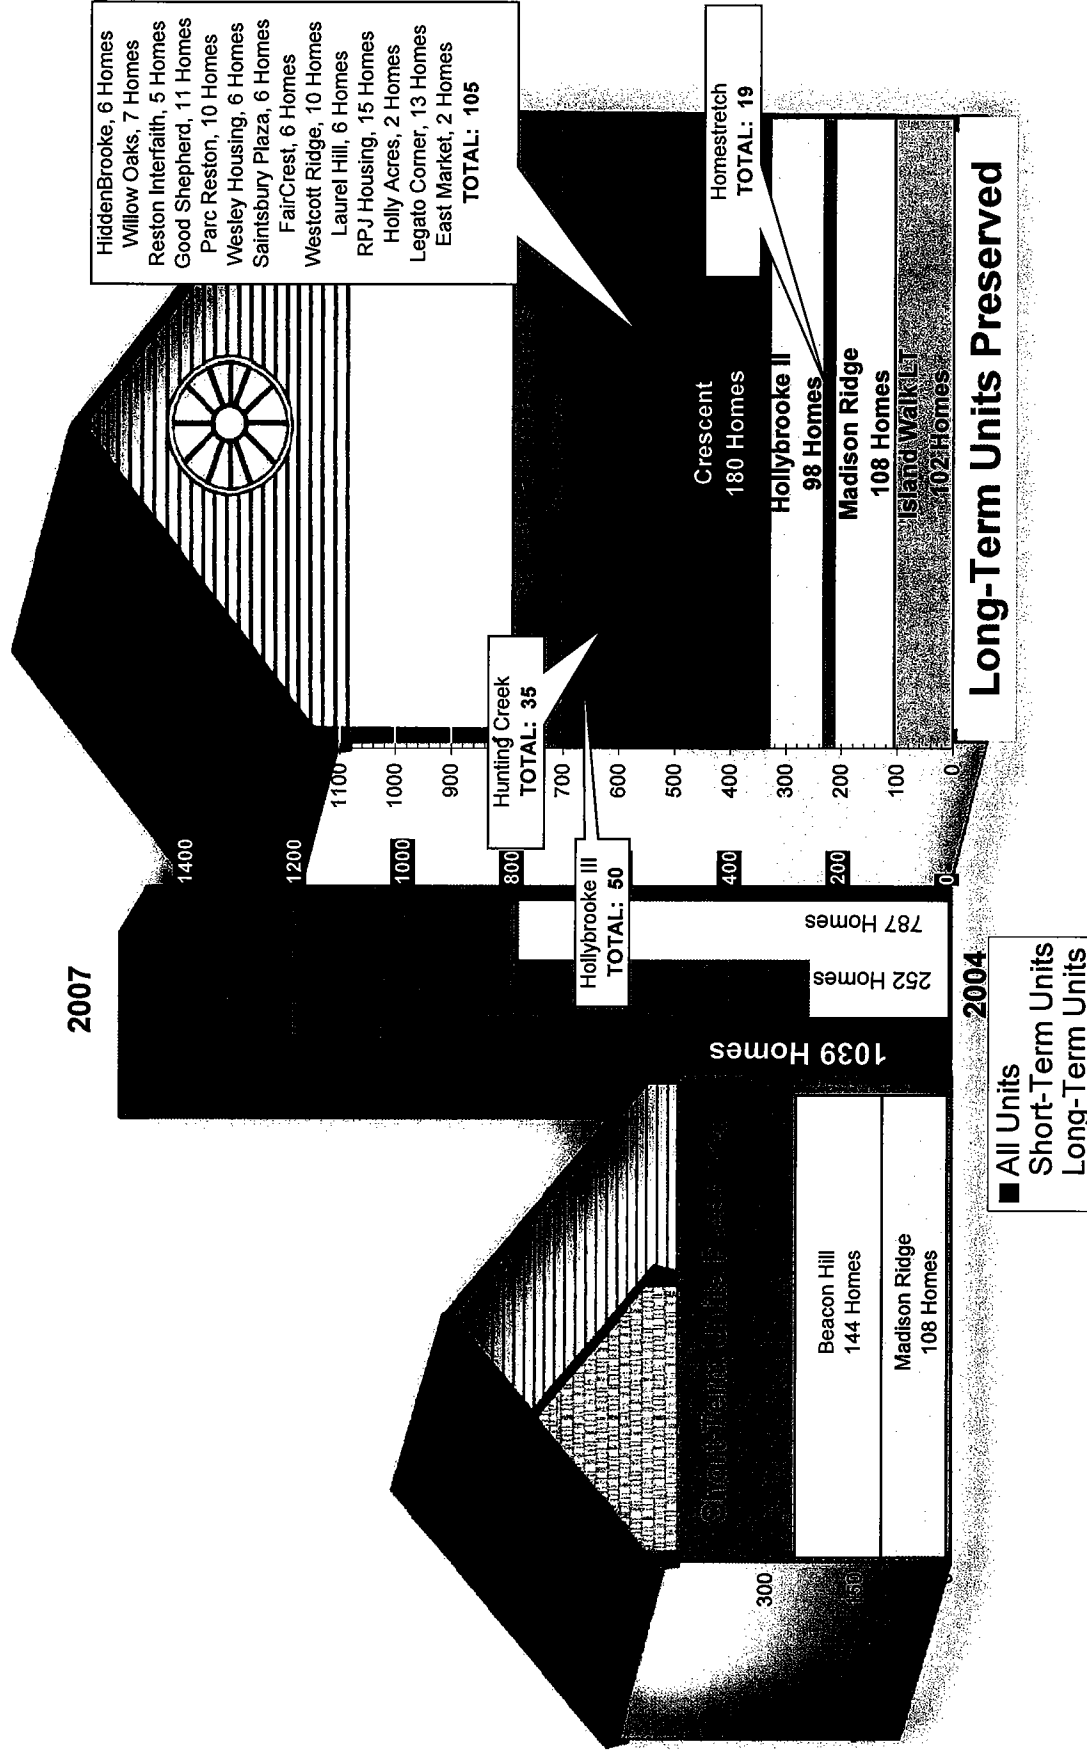 2007
1400
1200
1000
800
400
200
0
1039 Homes
252 Homes
787 Homes
2004
■ All Units
Short-Term Units
Long-Term Units
Beacon Hill
144 Homes
Madison Ridge
108 Homes
300
150
0
HiddenBrooke, 6 Homes
Willow Oaks, 7 Homes
Reston Interfaith, 5 Homes
Good Shepherd, 11 Homes
Parc Reston, 10 Homes
Wesley Housing, 6 Homes
Saintsbury Plaza, 6 Homes
FairCrest, 6 Homes
Westcott Ridge, 10 Homes
Laurel Hill, 6 Homes
RPJ Housing, 15 Homes
Holly Acres, 2 Homes
Legato Corner, 13 Homes
East Market, 2 Homes
TOTAL: 105
Hunting Creek
TOTAL: 35
Hollybrooke III
TOTAL: 50
Homestretch
TOTAL: 19
1100
1000
900
700
600
500
400
300
200
100
0
Crescent
180 Homes
Hollybrooke II
98 Homes
Madison Ridge
108 Homes
Island Walk LT
102 Homes
Long-Term Units Preserved